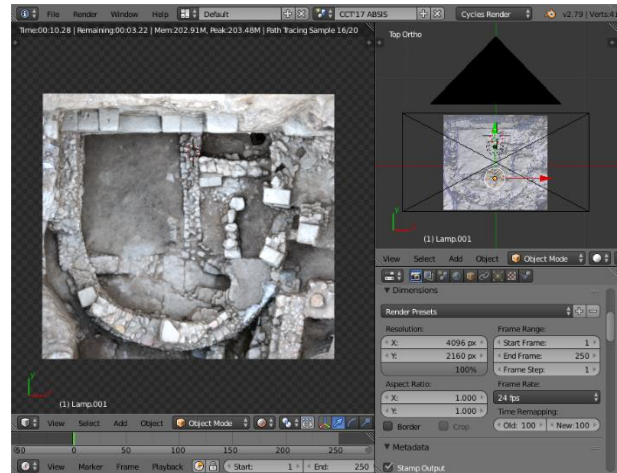 File Render Window Help Default CCT'17 ABSIS Cycles Render v2.79 | Verts:41
Time:00:10.28 | Remaining:00:03.22 | Mem:202.91M, Peak:203.48M | Path Tracing Sample 16/20
(1) Lamp.001
View Select Add Object Object Mode
-50 0 50 100 150 200 250
View Marker Frame Playback Start: 1 End: 250
Top Ortho
(1) Lamp.001
View Select Add Object Object Mode
Dimensions
Render Presets
Resolution: Frame Range:
X: 4096 px Start Frame: 1
Y: 2160 px End Frame: 250
100% Frame Step: 1
Aspect Ratio: Frame Rate:
X: 1.000 24 fps
Y: 1.000 Time Remapping:
Border Crop Old: 100 New: 100
Metadata
Stamp Output